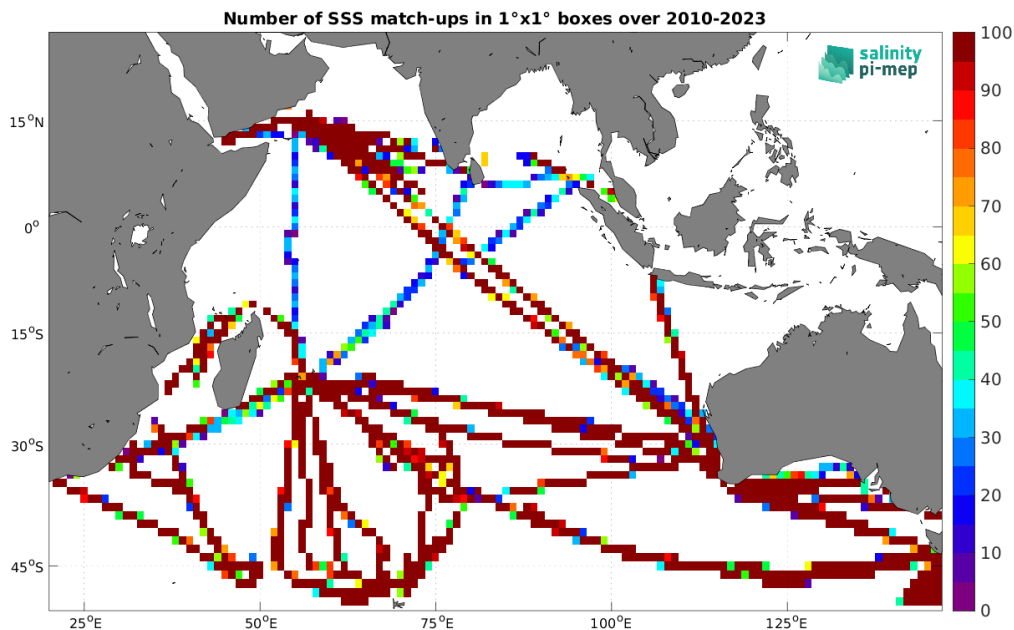 Number of SSS match-ups in 1°x1° boxes over 2010-2023
salinity
pi-mep
100
90
80
70
60
50
40
30
20
10
0
15°N
0°
15°S
30°S
45°S
25°E
50°E
75°E
100°E
125°E